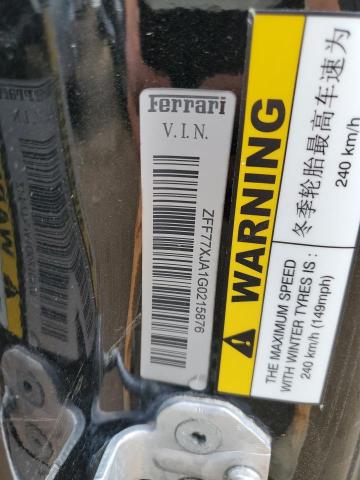 Ferrari
V.I.N.
ZFF77XJA1G0215876
WARNING
冬季轮胎最高车速为
240 km/h
THE MAXIMUM SPEED
WITH WINTER TYRES IS :
240 km/h (149mph)